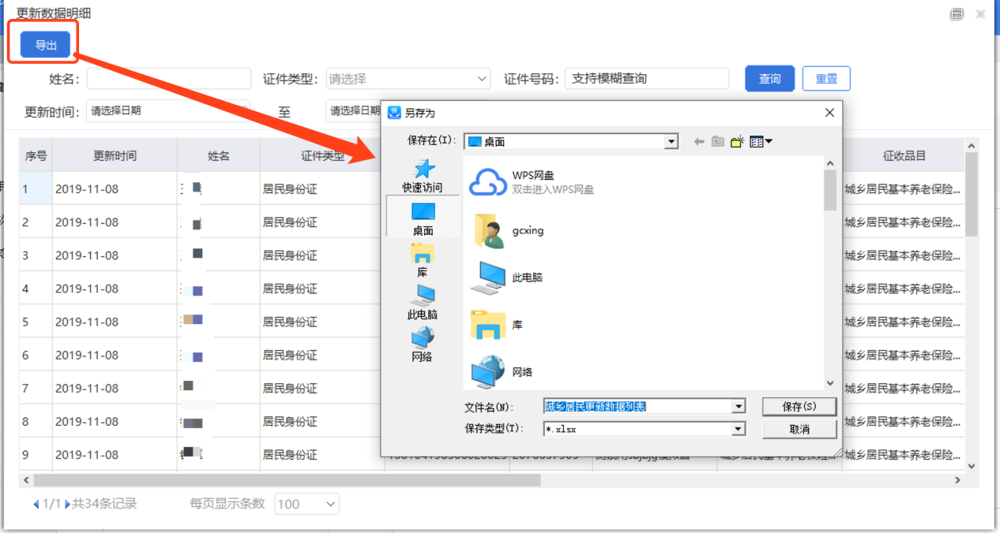 更新数据明细
导出
姓名:
证件类型: 请选择
证件号码: 支持模糊查询
查询
重置
更新时间: 请选择日期 至 请选择日期
序号 更新时间 姓名 证件类型 征收品目
1 2019-11-08 居民身份证 城乡居民基本养老保险...
2 2019-11-08 居民身份证 城乡居民基本养老保险...
3 2019-11-08 居民身份证 城乡居民基本养老保险...
4 2019-11-08 居民身份证 城乡居民基本养老保险...
5 2019-11-08 居民身份证 城乡居民基本养老保险...
6 2019-11-08 居民身份证 城乡居民基本养老保险...
7 2019-11-08 居民身份证 城乡居民基本养老保险...
8 2019-11-08 居民身份证 城乡居民基本养老保险...
9 2019-11-08 居民身份证 城乡居民基本养老保险...
1/1 共34条记录 每页显示条数 100
另存为
保存在(I): 桌面
快速访问
桌面
库
此电脑
网络
WPS网盘
双击进入WPS网盘
gcxing
此电脑
库
网络
文件名(N): 城乡居民更新数据列表 保存(S)
保存类型(T): *.xlsx 取消